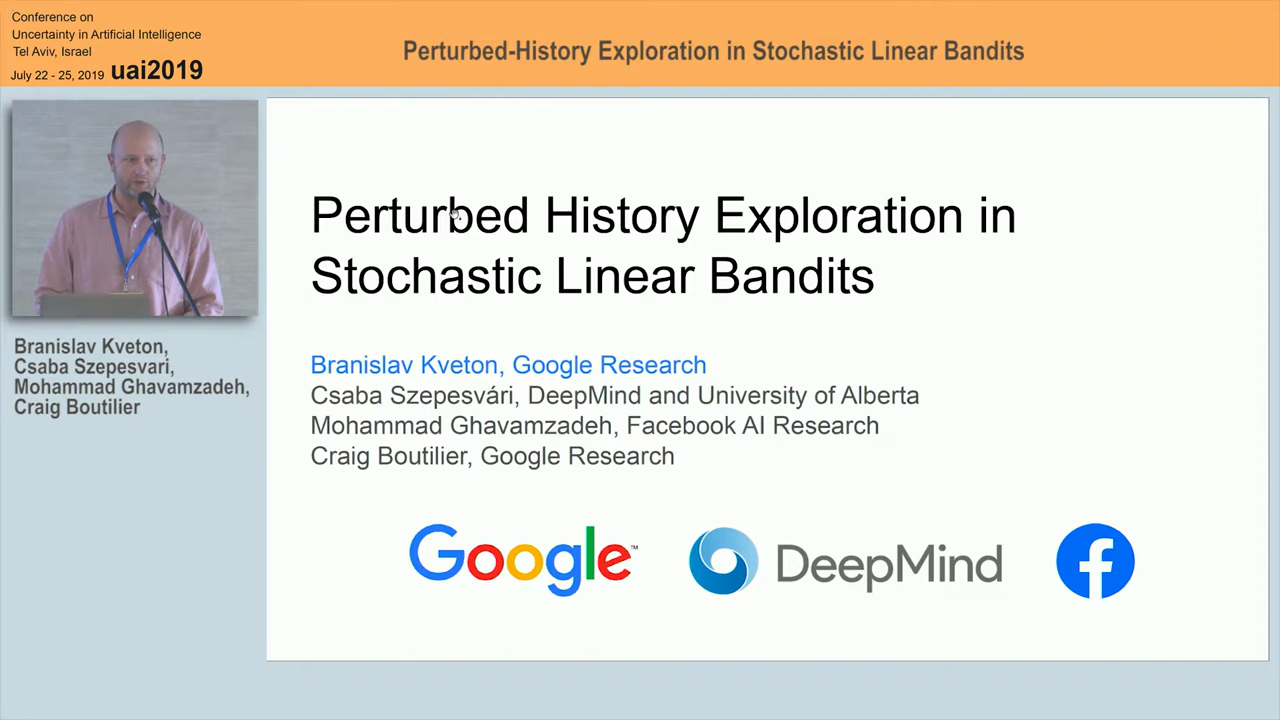 Conference on
Uncertainty in Artificial Intelligence
Tel Aviv, Israel
July 22 - 25, 2019 uai2019
Perturbed-History Exploration in Stochastic Linear Bandits
Branislav Kveton,
Csaba Szepesvari,
Mohammad Ghavamzadeh,
Craig Boutilier
Perturbed History Exploration in
Stochastic Linear Bandits
Branislav Kveton, Google Research
Csaba Szepesvári, DeepMind and University of Alberta
Mohammad Ghavamzadeh, Facebook AI Research
Craig Boutilier, Google Research
Google™ DeepMind f